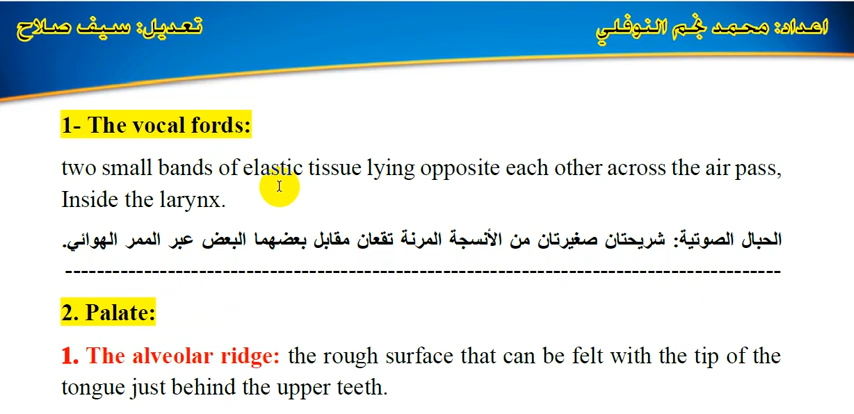 اعداد: محمد نجم النوفلي
تعديل: سيف صلاح
1- The vocal fords:
two small bands of elastic tissue lying opposite each other across the air pass,
Inside the larynx.
الحبال الصوتية: شريحتان صغيرتان من الأنسجة المرنة تقعان مقابل بعضهما البعض عبر الممر الهوائي.
2. Palate:
1. The alveolar ridge: the rough surface that can be felt with the tip of the
tongue just behind the upper teeth.